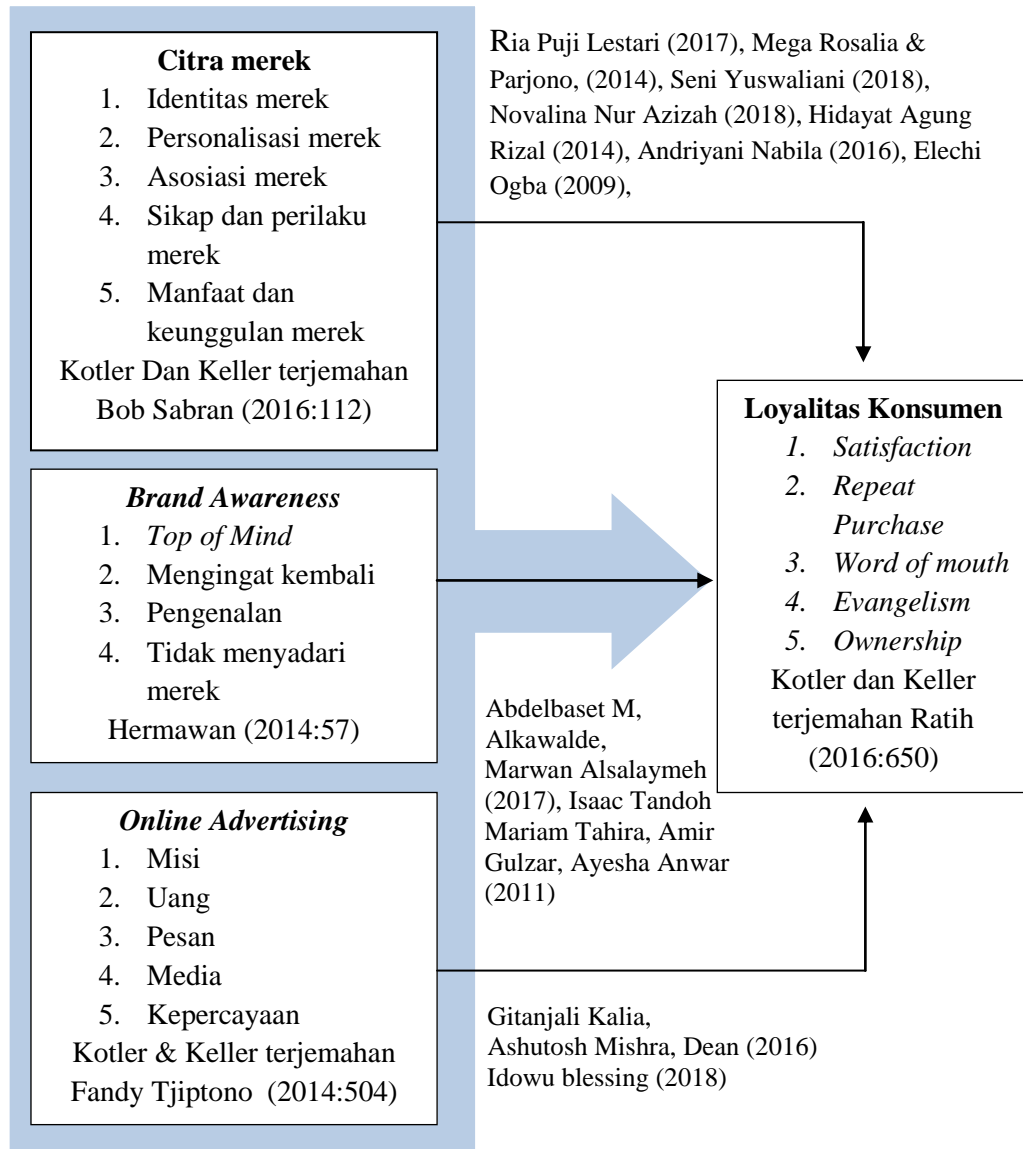 Citra merek
1. Identitas merek
2. Personalisasi merek
3. Asosiasi merek
4. Sikap dan perilaku
merek
5. Manfaat dan
keunggulan merek
Kotler Dan Keller terjemahan
Bob Sabran (2016:112)
Ria Puji Lestari (2017), Mega Rosalia &
Parjono, (2014), Seni Yuswaliani (2018),
Novalina Nur Azizah (2018), Hidayat Agung
Rizal (2014), Andriyani Nabila (2016), Elechi
Ogba (2009),
Brand Awareness
1. Top of Mind
2. Mengingat kembali
3. Pengenalan
4. Tidak menyadari
merek
Hermawan (2014:57)
Abdelbaset M,
Alkawalde,
Marwan Alsalaymeh
(2017), Isaac Tandoh
Mariam Tahira, Amir
Gulzar, Ayesha Anwar
(2011)
Loyalitas Konsumen
1. Satisfaction
2. Repeat
Purchase
3. Word of mouth
4. Evangelism
5. Ownership
Kotler dan Keller
terjemahan Ratih
(2016:650)
Online Advertising
1. Misi
2. Uang
3. Pesan
4. Media
5. Kepercayaan
Kotler & Keller terjemahan
Fandy Tjiptono (2014:504)
Gitanjali Kalia,
Ashutosh Mishra, Dean (2016)
Idowu blessing (2018)